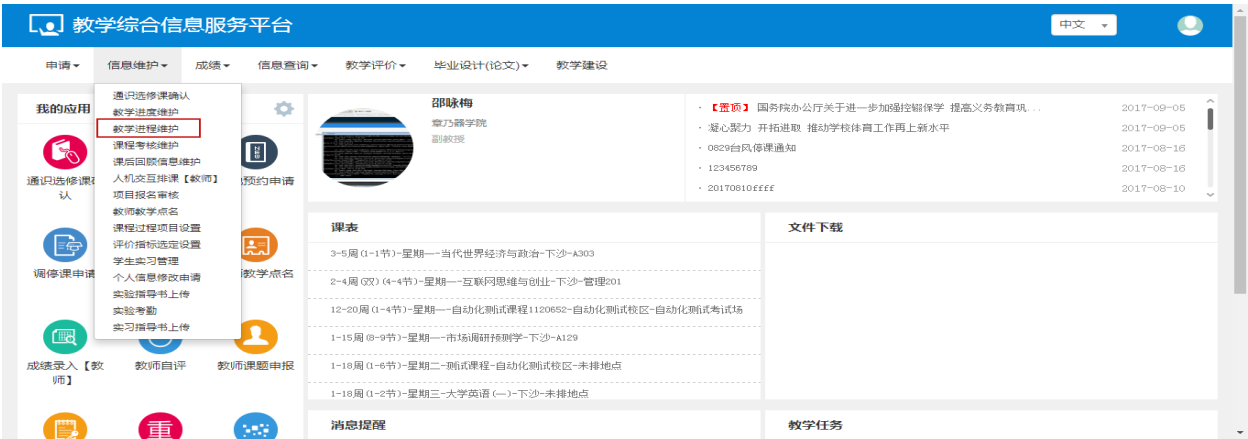 教学综合信息服务平台
中文
申请 信息维护 成绩 信息查询 教学评价 毕业设计(论文) 教学建设
我的应用
通识选修课
认
预约申请
调停课申请
教学点名
成绩录入【教
师】
教师自评
教师课题申报
重
通识选修课确认
教学进度维护
教学进程维护
课程考核维护
课后回顾信息维护
人机交互排课【教师】
项目报名审核
教师教学点名
课程过程项目设置
评价指标选定设置
学生实习管理
个人信息修改申请
实验指导书上传
实验考勤
实习指导书上传
邵咏梅
章乃器学院
副教授
· 【置顶】 国务院办公厅关于进一步加强控辍保学 提高义务教育巩... 2017-09-05
· 凝心聚力 开拓进取 推动学校体育工作再上新水平 2017-09-05
· 0829台风停课通知 2017-08-16
· 123456789 2017-08-16
· 20170810ffff 2017-08-10
课表
3-5周(1-1节)-星期一-当代世界经济与政治-下沙-A303
2-4周(双)(4-4节)-星期一-互联网思维与创业-下沙-管理201
12-20周(1-4节)-星期一-自动化测试课程1120652-自动化测试校区-自动化测试考试场
1-15周(8-9节)-星期一-市场调研预测学-下沙-A129
1-18周(1-6节)-星期二-测试课程-自动化测试校区-未排地点
1-18周(1-2节)-星期三-大学英语(一)-下沙-未排地点
文件下载
消息提醒
教学任务